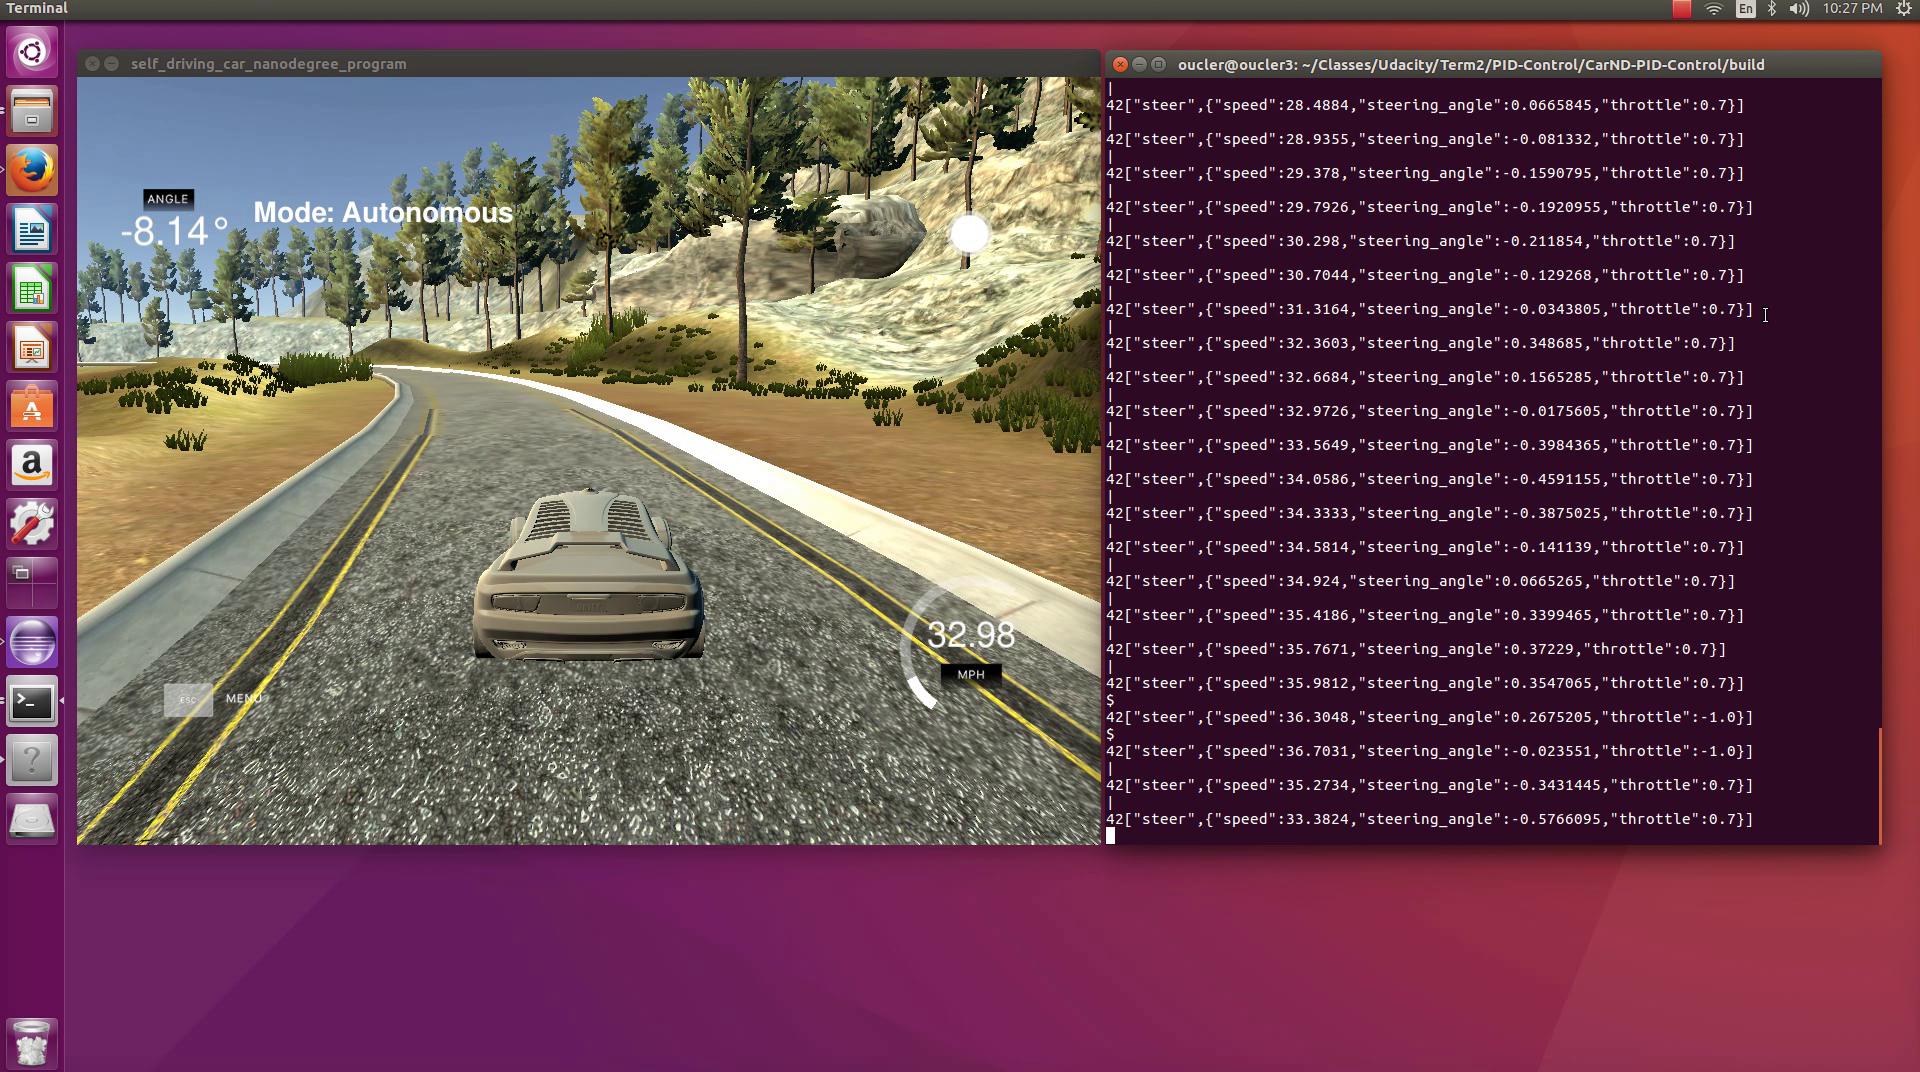 Terminal
En
10:27 PM
self_driving_car_nanodegree_program
ANGLE
-8.14°
Mode: Autonomous
32.98
MPH
ESC
MENU
oucler@oucler3: ~/Classes/Udacity/Term2/PID-Control/CarND-PID-Control/build
|
42["steer",{"speed":28.4884,"steering_angle":0.0665845,"throttle":0.7}]
|
42["steer",{"speed":28.9355,"steering_angle":-0.081332,"throttle":0.7}]
|
42["steer",{"speed":29.378,"steering_angle":-0.1590795,"throttle":0.7}]
|
42["steer",{"speed":29.7926,"steering_angle":-0.1920955,"throttle":0.7}]
|
42["steer",{"speed":30.298,"steering_angle":-0.211854,"throttle":0.7}]
|
42["steer",{"speed":30.7044,"steering_angle":-0.129268,"throttle":0.7}]
|
42["steer",{"speed":31.3164,"steering_angle":-0.0343805,"throttle":0.7}]
|
42["steer",{"speed":32.3603,"steering_angle":0.348685,"throttle":0.7}]
|
42["steer",{"speed":32.6684,"steering_angle":0.1565285,"throttle":0.7}]
|
42["steer",{"speed":32.9726,"steering_angle":-0.0175605,"throttle":0.7}]
|
42["steer",{"speed":33.5649,"steering_angle":-0.3984365,"throttle":0.7}]
|
42["steer",{"speed":34.0586,"steering_angle":-0.4591155,"throttle":0.7}]
|
42["steer",{"speed":34.3333,"steering_angle":-0.3875025,"throttle":0.7}]
|
42["steer",{"speed":34.5814,"steering_angle":-0.141139,"throttle":0.7}]
|
42["steer",{"speed":34.924,"steering_angle":0.0665265,"throttle":0.7}]
|
42["steer",{"speed":35.4186,"steering_angle":0.3399465,"throttle":0.7}]
|
42["steer",{"speed":35.7671,"steering_angle":0.37229,"throttle":0.7}]
|
42["steer",{"speed":35.9812,"steering_angle":0.3547065,"throttle":0.7}]
$
42["steer",{"speed":36.3048,"steering_angle":0.2675205,"throttle":-1.0}]
$
42["steer",{"speed":36.7031,"steering_angle":-0.023551,"throttle":-1.0}]
|
42["steer",{"speed":35.2734,"steering_angle":-0.3431445,"throttle":0.7}]
|
42["steer",{"speed":33.3824,"steering_angle":-0.5766095,"throttle":0.7}]